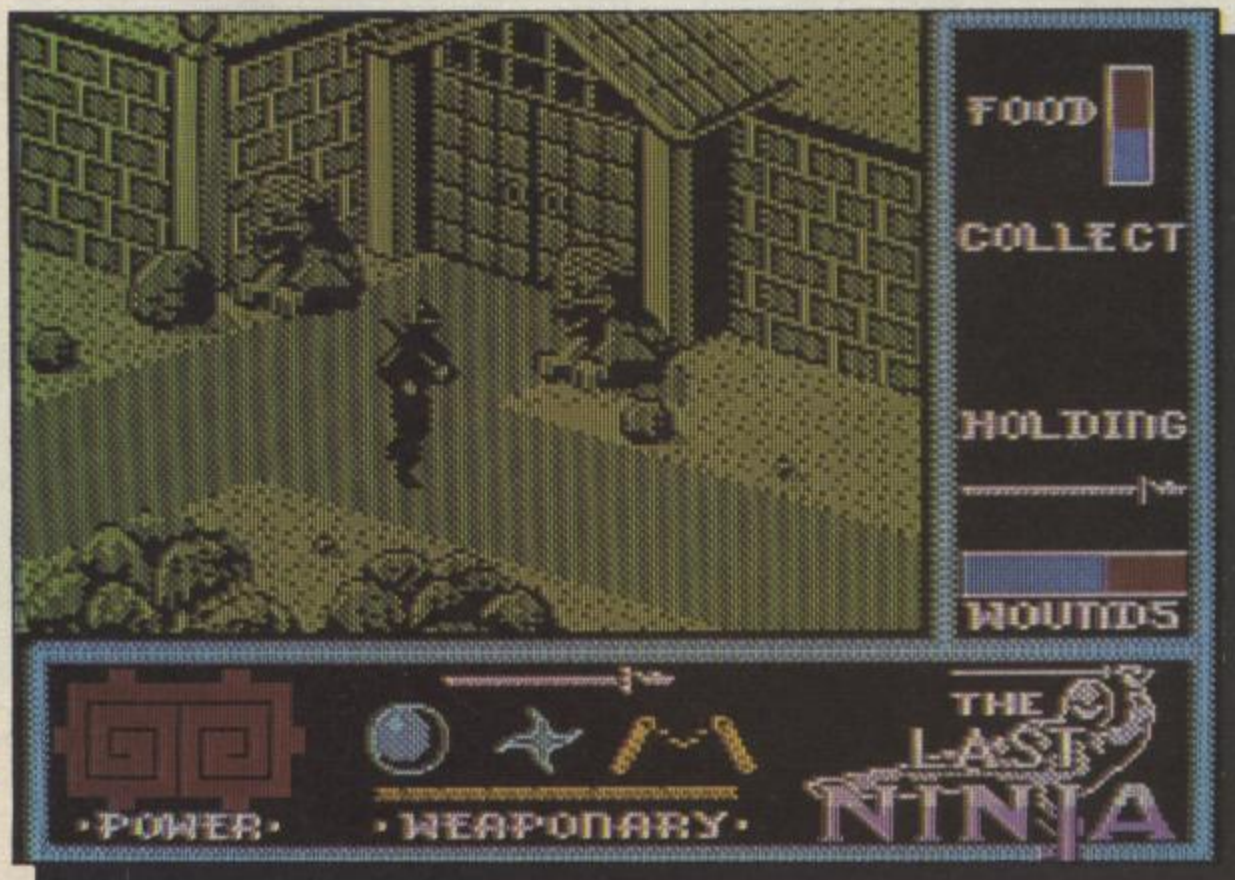 FOOD
COLLECT
HOLDING
WOUNDS
·POWER·
·WEAPONARY·
THE
LAST
NINJA